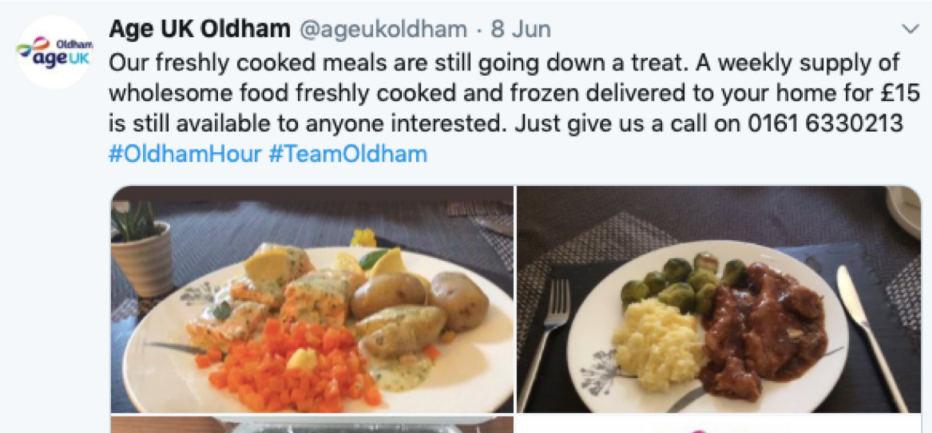 Age UK Oldham @ageukoldham · 8 Jun
Oldham
ageUK
Our freshly cooked meals are still going down a treat. A weekly supply of
wholesome food freshly cooked and frozen delivered to your home for £15
is still available to anyone interested. Just give us a call on 0161 6330213
#OldhamHour #TeamOldham